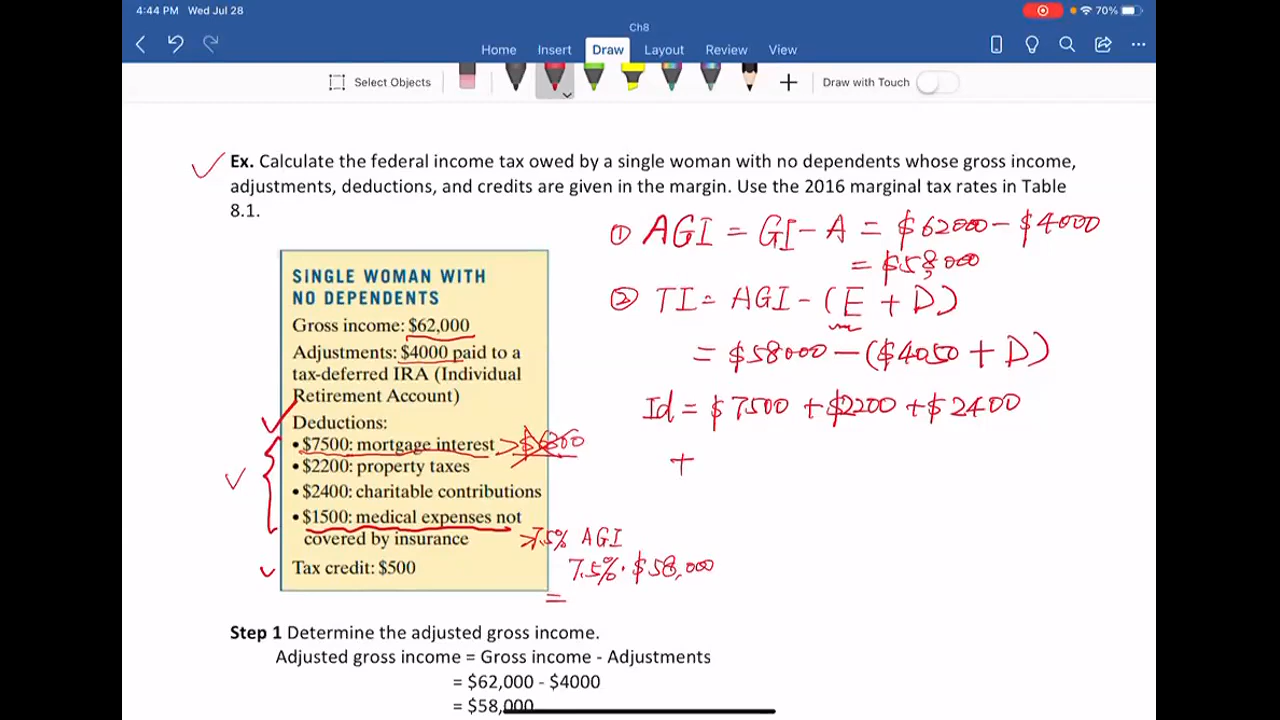 4:44 PM Wed Jul 28
70%
Ch8
Home Insert Draw Layout Review View
Select Objects
Draw with Touch
Ex. Calculate the federal income tax owed by a single woman with no dependents whose gross income,
adjustments, deductions, and credits are given in the margin. Use the 2016 marginal tax rates in Table
8.1.
SINGLE WOMAN WITH
NO DEPENDENTS
Gross income: $62,000
Adjustments: $4000 paid to a
tax-deferred IRA (Individual
Retirement Account)
Deductions:
• $7500: mortgage interest
• $2200: property taxes
• $2400: charitable contributions
• $1500: medical expenses not
covered by insurance
Tax credit: $500
> $6300
> 7.5% AGI
7.5% · $58,000
=
① AGI = GI - A = $62000 - $4000
= $58,000
② TI = AGI - (E + D)
= $58000 - ($4050 + D)
Id = $7500 + $2200 + $2400
+
Step 1 Determine the adjusted gross income.
Adjusted gross income = Gross income - Adjustments
= $62,000 - $4000
= $58,000